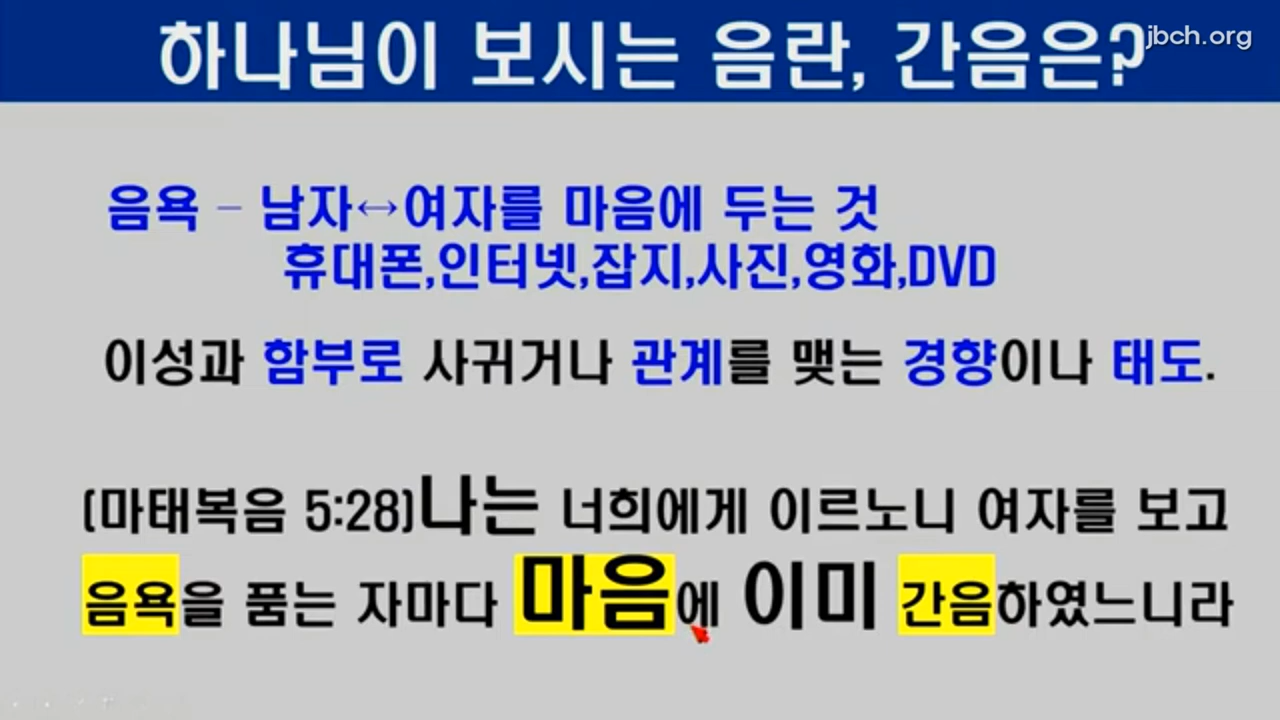 하나님이 보시는 음란, 간음은?
jbch.org
음욕 – 남자↔여자를 마음에 두는 것
휴대폰,인터넷,잡지,사진,영화,DVD
이성과 함부로 사귀거나 관계를 맺는 경향이나 태도.
(마태복음 5:28)나는 너희에게 이르노니 여자를 보고
음욕을 품는 자마다 마음에 이미 간음하였느니라